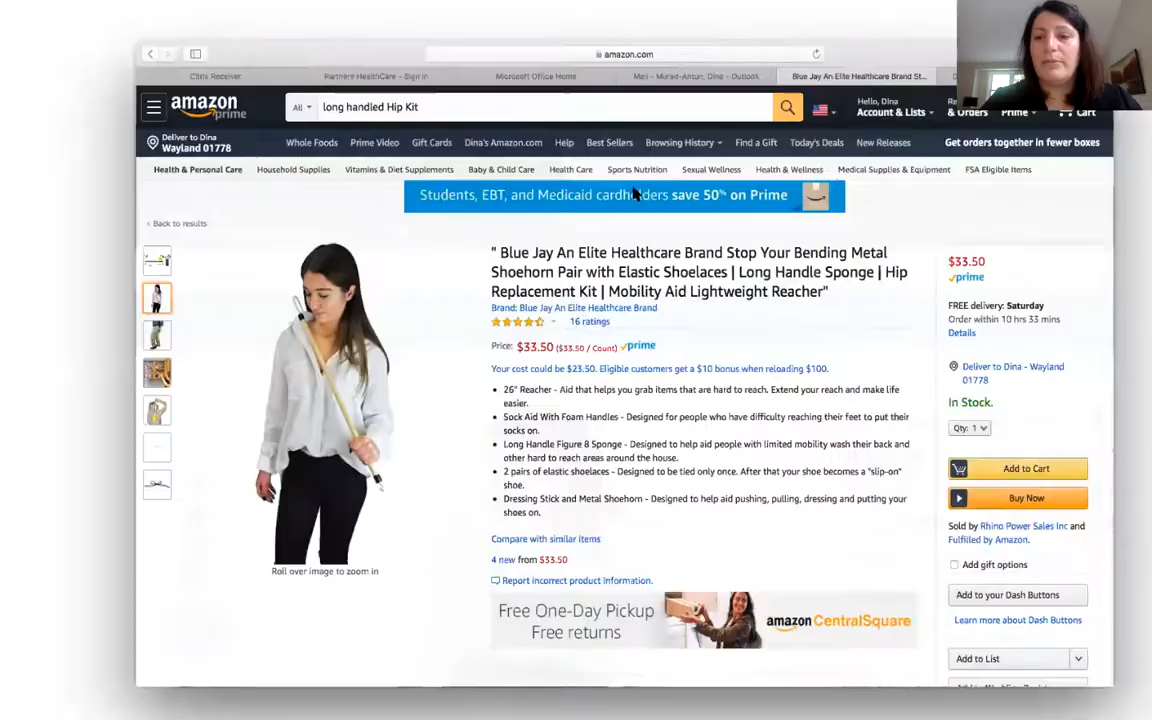 amazon.com
Citrix Receiver
Partners HealthCare - Sign In
Microsoft Office Home
Mail - Murad-Antun, Dina - Outlook
Blue Jay An Elite Healthcare Brand St...
amazon
prime
All
long handled Hip Kit
Hello, Dina
Account & Lists
Re
& Orders
Prime
Cart
Deliver to Dina
Wayland 01778
Whole Foods
Prime Video
Gift Cards
Dina's Amazon.com
Help
Best Sellers
Browsing History
Find a Gift
Today's Deals
New Releases
Get orders together in fewer boxes
Health & Personal Care
Household Supplies
Vitamins & Diet Supplements
Baby & Child Care
Health Care
Sports Nutrition
Sexual Wellness
Health & Wellness
Medical Supplies & Equipment
FSA Eligible Items
Students, EBT, and Medicaid cardholders save 50% on Prime
‹ Back to results
" Blue Jay An Elite Healthcare Brand Stop Your Bending Metal
Shoehorn Pair with Elastic Shoelaces | Long Handle Sponge | Hip
Replacement Kit | Mobility Aid Lightweight Reacher"
Brand: Blue Jay An Elite Healthcare Brand
16 ratings
Price: $33.50 ($33.50 / Count) prime
Your cost could be $23.50. Eligible customers get a $10 bonus when reloading $100.
• 26" Reacher - Aid that helps you grab items that are hard to reach. Extend your reach and make life
easier.
• Sock Aid With Foam Handles - Designed for people who have difficulty reaching their feet to put their
socks on.
• Long Handle Figure 8 Sponge - Designed to help aid people with limited mobility wash their back and
other hard to reach areas around the house.
• 2 pairs of elastic shoelaces - Designed to be tied only once. After that your shoe becomes a "slip-on"
shoe.
• Dressing Stick and Metal Shoehorn - Designed to help aid pushing, pulling, dressing and putting your
shoes on.
Compare with similar items
4 new from $33.50
Report incorrect product information.
Roll over image to zoom in
Free One-Day Pickup
Free returns
amazon CentralSquare
$33.50
prime
FREE delivery: Saturday
Order within 10 hrs 33 mins
Details
Deliver to Dina - Wayland
01778
In Stock.
Qty: 1
Add to Cart
Buy Now
Sold by Rhino Power Sales Inc and
Fulfilled by Amazon.
Add gift options
Add to your Dash Buttons
Learn more about Dash Buttons
Add to List